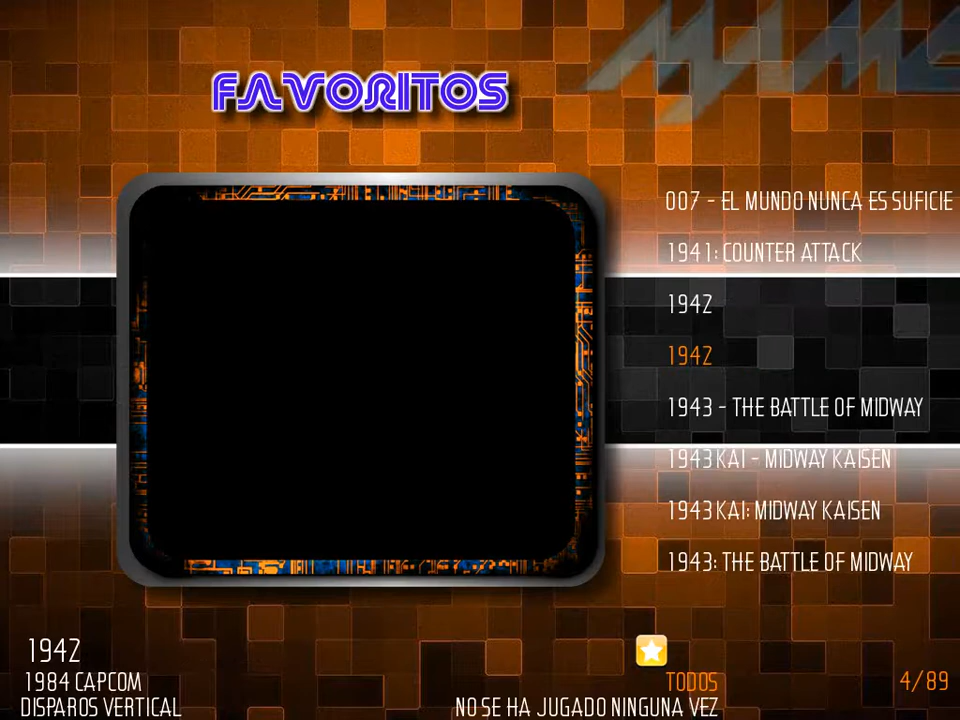 MAME
FAVORITOS
007 - EL MUNDO NUNCA ES SUFICIE
1941: COUNTER ATTACK
1942
1942
1943 - THE BATTLE OF MIDWAY
1943 KAI - MIDWAY KAISEN
1943 KAI: MIDWAY KAISEN
1943: THE BATTLE OF MIDWAY
1942
1984 CAPCOM
TODOS
4/89
DISPAROS VERTICAL
NO SE HA JUGADO NINGUNA VEZ